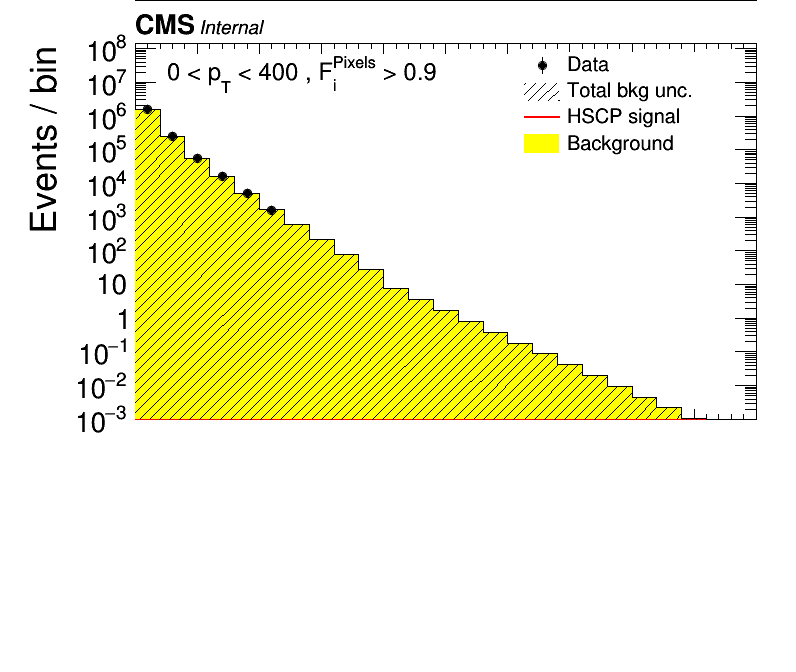 CMS Internal
Events / bin
10^8
10^7
10^6
10^5
10^4
10^3
10^2
10
1
10^−1
10^−2
10^−3
0 < p_T < 400 , F_i^Pixels > 0.9
Data
Total bkg unc.
HSCP signal
Background